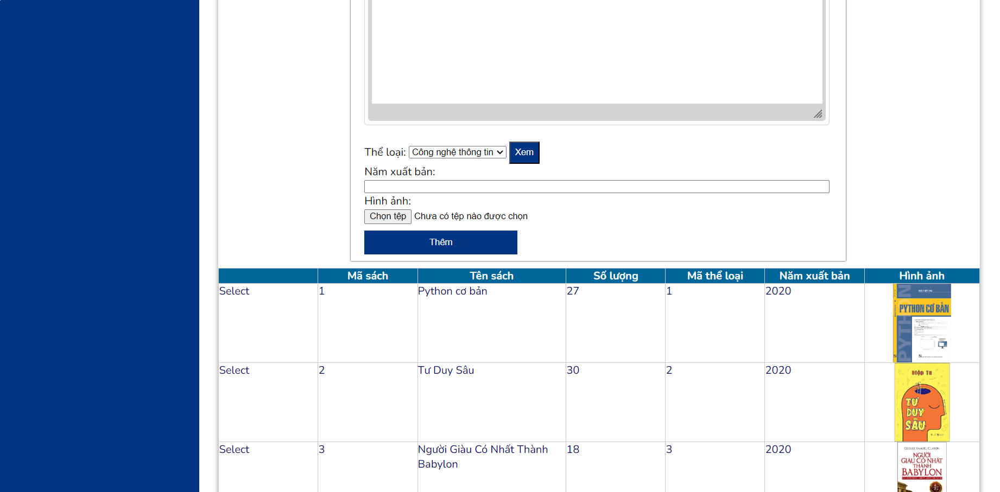 Thể loại: Công nghệ thông tin Xem
Năm xuất bản:
Hình ảnh:
Chọn tệp Chưa có tệp nào được chọn
Thêm
Mã sách Tên sách Số lượng Mã thể loại Năm xuất bản Hình ảnh
Select 1 Python cơ bản 27 1 2020
PYTHON
PYTHON CƠ BẢN
Select 2 Tư Duy Sâu 30 2 2020
DIỆP TU
TƯ
DUY
SÂU
Select 3 Người Giàu Có Nhất Thành 18 3 2020
Babylon
GEORGE SAMUEL CLASON
NGƯỜI
GIÀU CÓ NHẤT
THÀNH
BABYLON